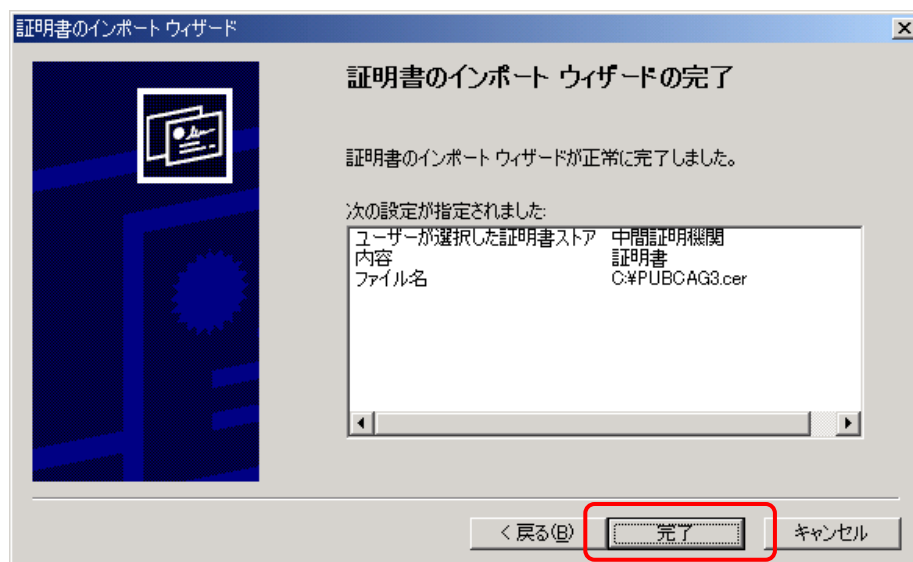 証明書のインポート ウィザード
証明書のインポート ウィザードの完了
証明書のインポート ウィザードが正常に完了しました。
次の設定が指定されました:
ユーザーが選択した証明書ストア 中間証明機関
内容 証明書
ファイル名 C:¥PUBCAG3.cer
< 戻る(B) 完了 キャンセル